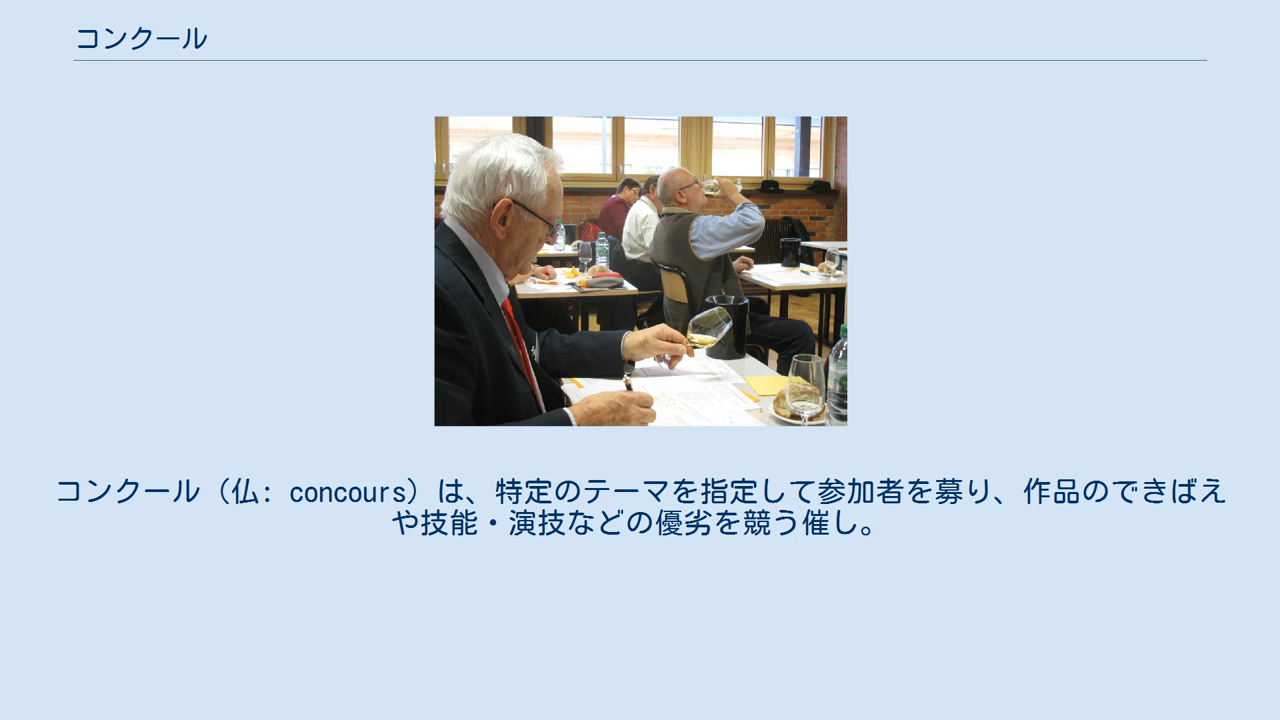 コンクール
コンクール（仏: concours）は、特定のテーマを指定して参加者を募り、作品のできばえ
や技能・演技などの優劣を競う催し。